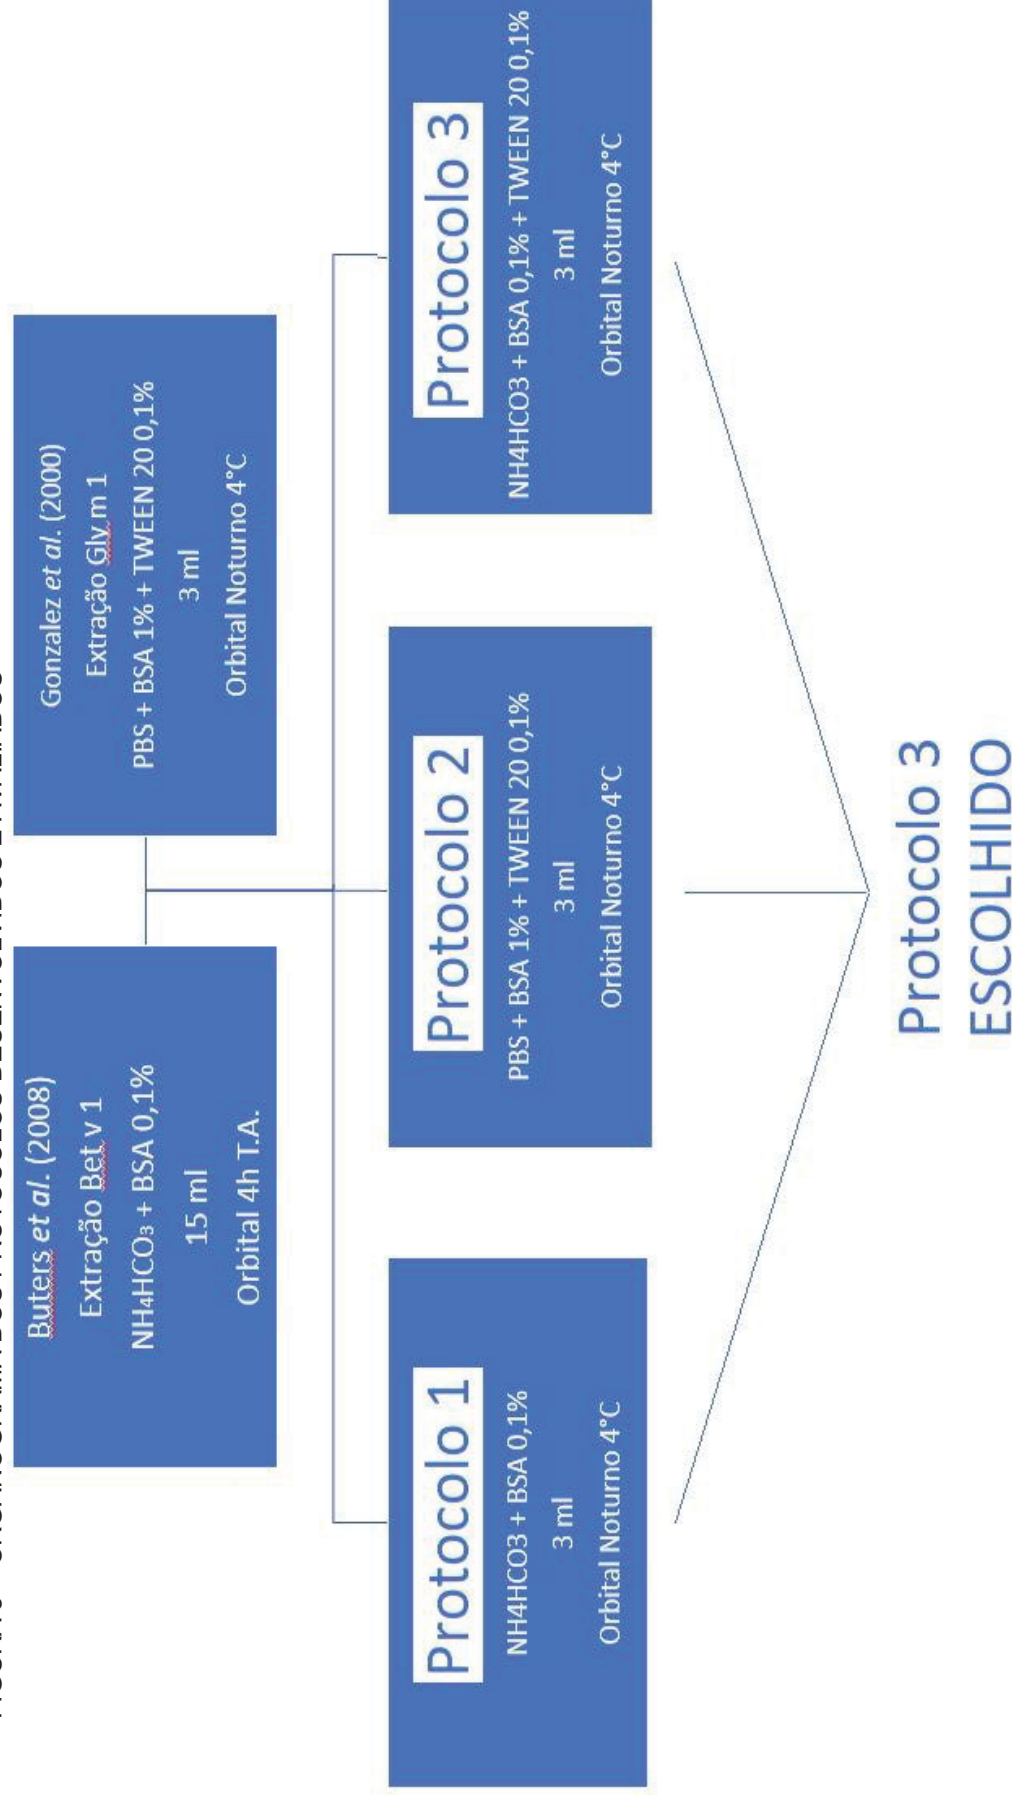 Buters et al. (2008)
Extração Bet v 1
NH₄HCO₃ + BSA 0,1%
15 ml
Orbital 4h T.A.
Gonzalez et al. (2000)
Extração Gly m 1
PBS + BSA 1% + TWEEN 20 0,1%
3 ml
Orbital Noturno 4°C
Protocolo 1
NH4HCO3 + BSA 0,1%
3 ml
Orbital Noturno 4°C
Protocolo 2
PBS + BSA 1% + TWEEN 20 0,1%
3 ml
Orbital Noturno 4°C
Protocolo 3
NH4HCO3 + BSA 0,1% + TWEEN 20 0,1%
3 ml
Orbital Noturno 4°C
Protocolo 3
ESCOLHIDO